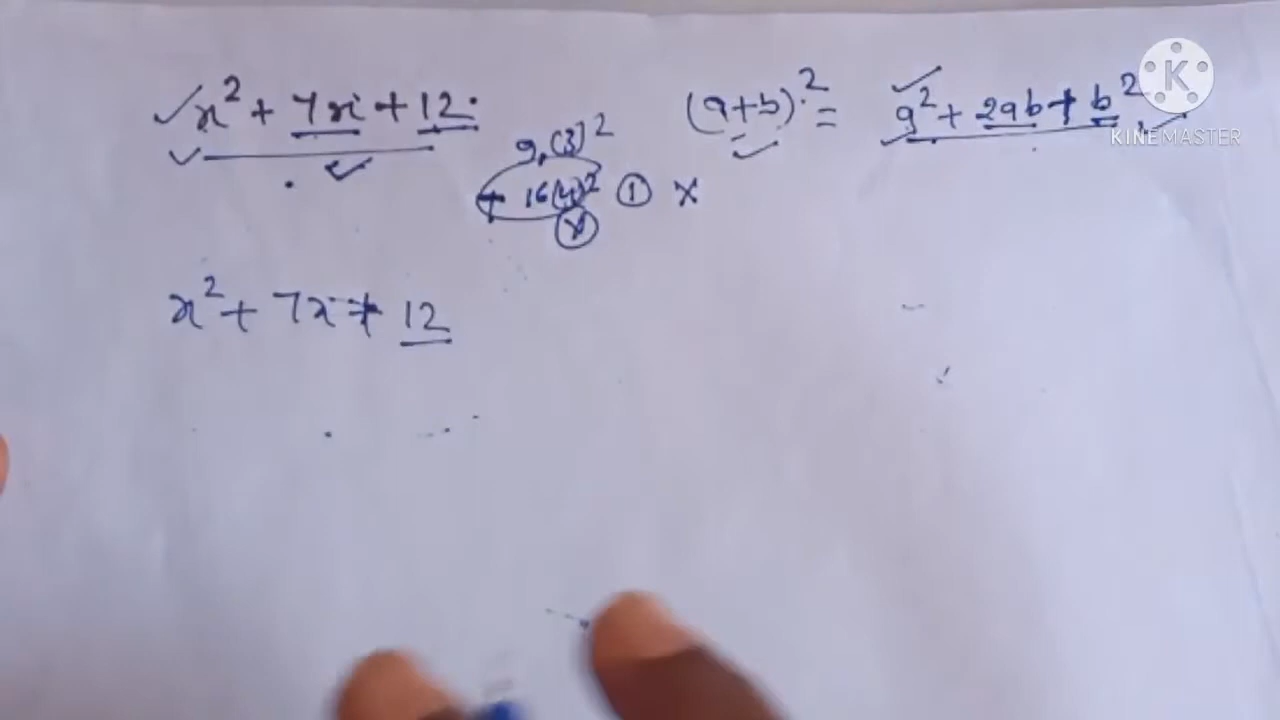 x² + 7x + 12.
(a+b)² = a² + 2ab + b²
9, (3)²
+ 16(4)² ① ×
x² + 7x + 12
KINEMASTER